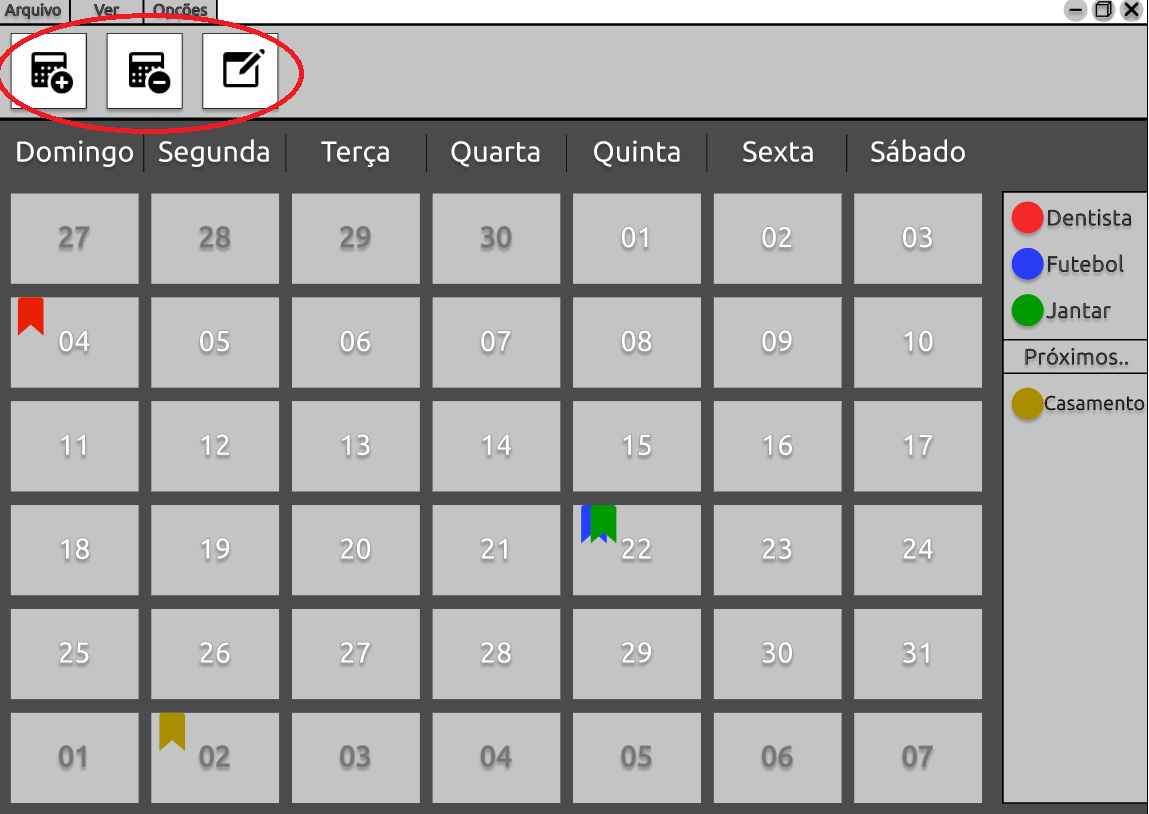 Arquivo Ver Opções
Domingo Segunda Terça Quarta Quinta Sexta Sábado
27 28 29 30 01 02 03
04 05 06 07 08 09 10
11 12 13 14 15 16 17
18 19 20 21 22 23 24
25 26 27 28 29 30 31
01 02 03 04 05 06 07
Dentista
Futebol
Jantar
Próximos..
Casamento